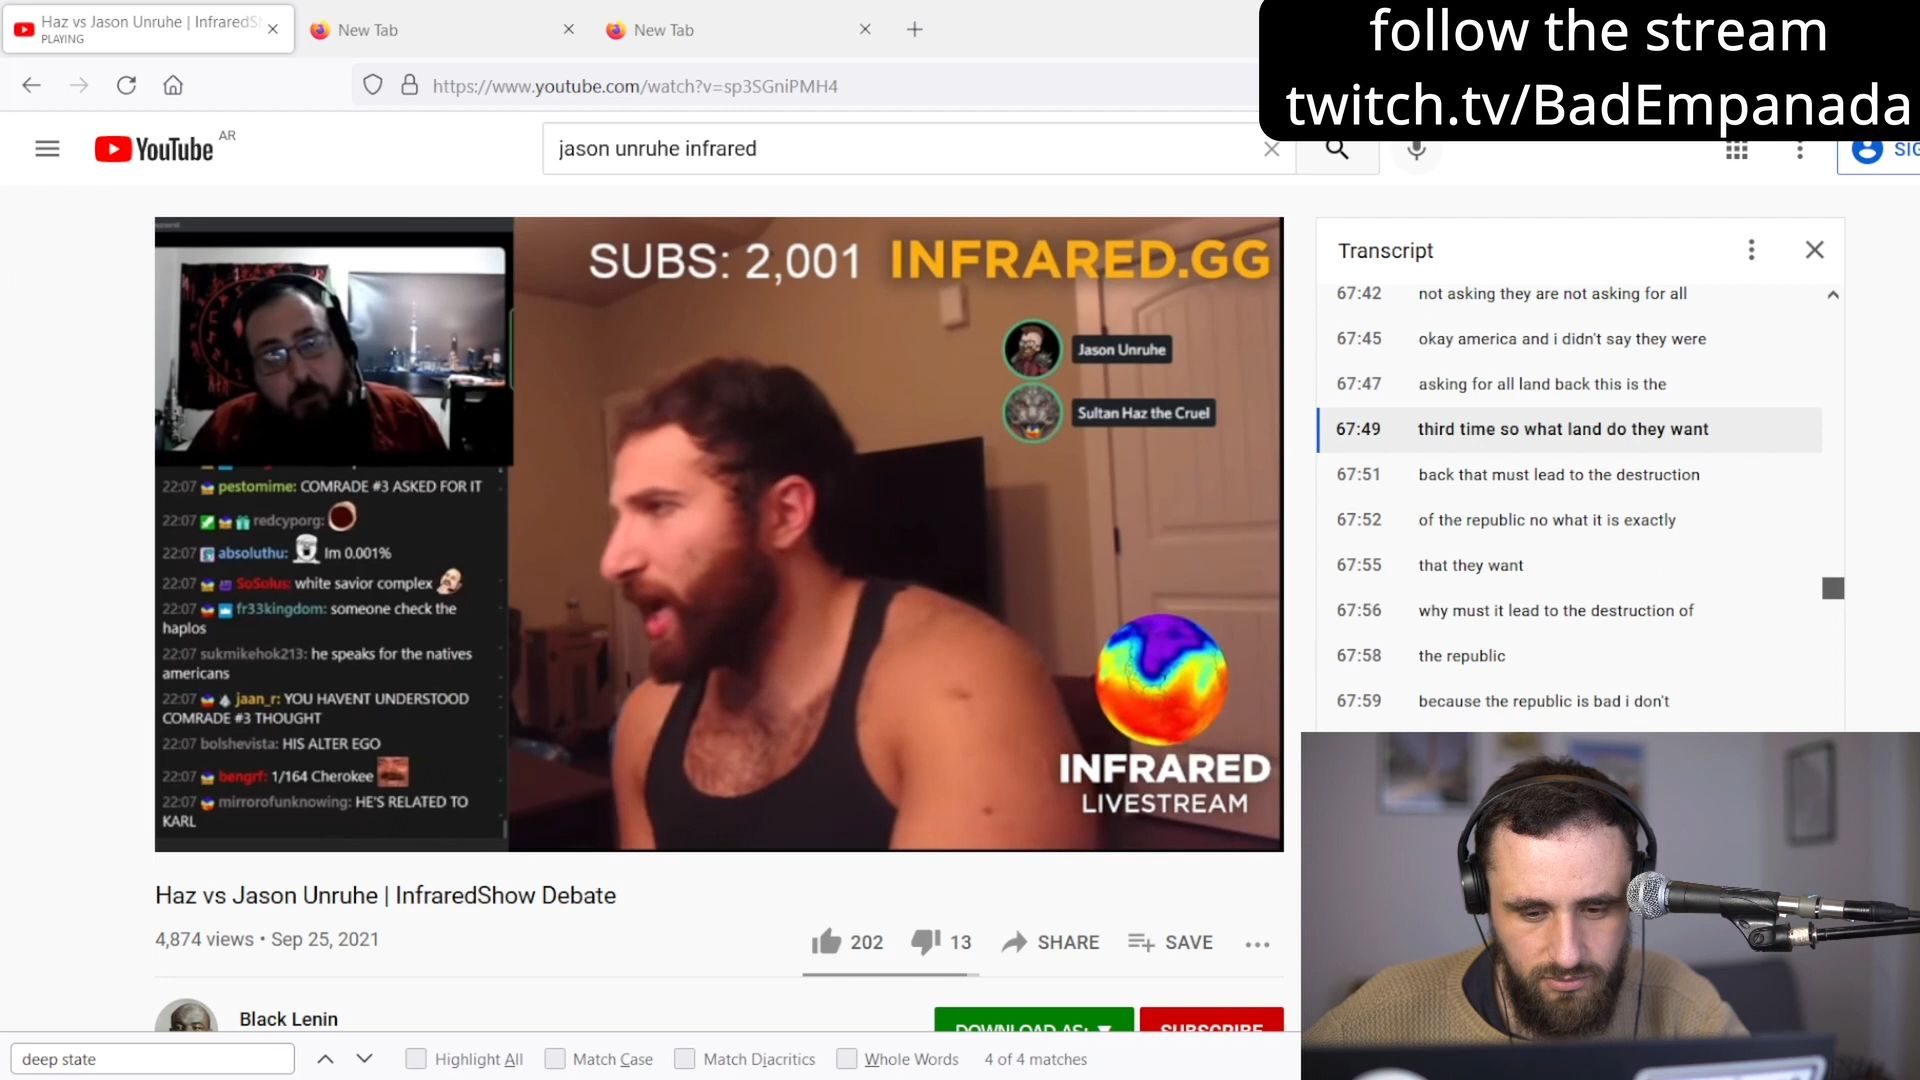 Haz vs Jason Unruhe | InfraredSh
PLAYING
New Tab
New Tab
follow the stream
twitch.tv/BadEmpanada
https://www.youtube.com/watch?v=sp3SGniPMH4
YouTube AR
jason unruhe infrared
SIG
SUBS: 2,001 INFRARED.GG
Jason Unruhe
Sultan Haz the Cruel
22:07 pestomime: COMRADE #3 ASKED FOR IT
22:07 redcyporg:
22:07 absoluthu: Im 0.001%
22:07 SoSolus: white savior complex
22:07 fr33kingdom: someone check the
haplos
22:07 sukmikehok213: he speaks for the natives
americans
22:07 jaan_r: YOU HAVENT UNDERSTOOD
COMRADE #3 THOUGHT
22:07 bolshevista: HIS ALTER EGO
22:07 bengrf: 1/164 Cherokee
22:07 mirrorofunknowing: HE'S RELATED TO
KARL
INFRARED
LIVESTREAM
Transcript
67:42 not asking they are not asking for all
67:45 okay america and i didn't say they were
67:47 asking for all land back this is the
67:49 third time so what land do they want
67:51 back that must lead to the destruction
67:52 of the republic no what it is exactly
67:55 that they want
67:56 why must it lead to the destruction of
67:58 the republic
67:59 because the republic is bad i don't
Haz vs Jason Unruhe | InfraredShow Debate
4,874 views • Sep 25, 2021
202 13 SHARE SAVE
Black Lenin
DOWNLOAD AS: ▼
SUBSCRIBE
deep state
Highlight All
Match Case
Match Diacritics
Whole Words
4 of 4 matches